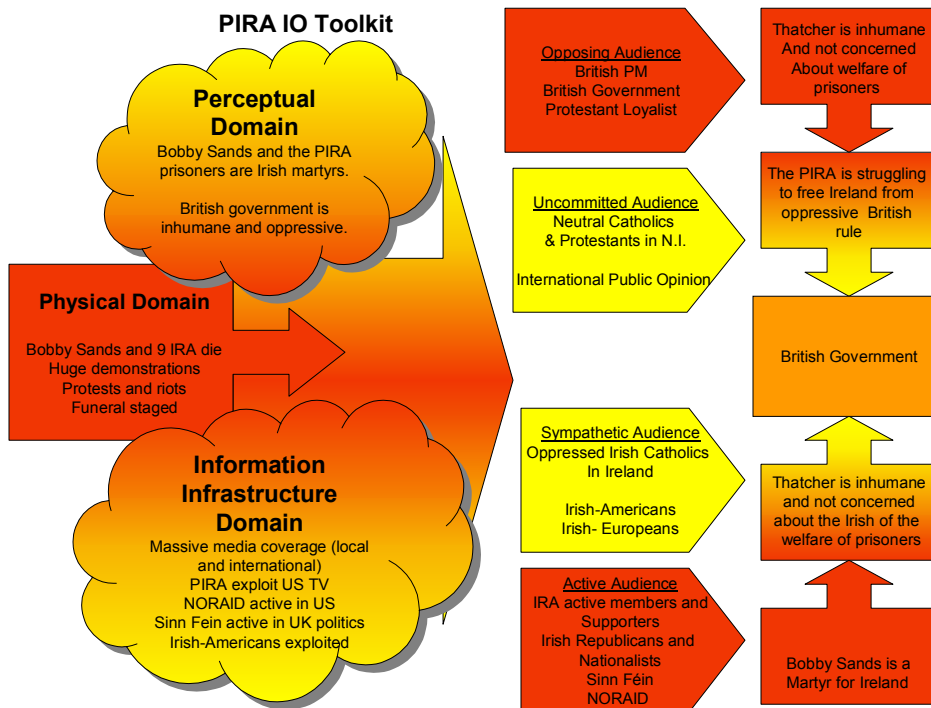 PIRA IO Toolkit
Perceptual
Domain
Bobby Sands and the PIRA
prisoners are Irish martyrs.
British government is
inhumane and oppressive.
Physical Domain
Bobby Sands and 9 IRA die
Huge demonstrations
Protests and riots
Funeral staged
Information
Infrastructure
Domain
Massive media coverage (local
and international)
PIRA exploit US TV
NORAID active in US
Sinn Fein active in UK politics
Irish-Americans exploited
Opposing Audience
British PM
British Government
Protestant Loyalist
Uncommitted Audience
Neutral Catholics
& Protestants in N.I.
International Public Opinion
Sympathetic Audience
Oppressed Irish Catholics
In Ireland
Irish-Americans
Irish- Europeans
Active Audience
IRA active members and
Supporters
Irish Republicans and
Nationalists
Sinn Féin
NORAID
Thatcher is inhumane
And not concerned
About welfare of
prisoners
The PIRA is struggling
to free Ireland from
oppressive British
rule
British Government
Thatcher is inhumane
and not concerned
about the Irish of the
welfare of prisoners
Bobby Sands is a
Martyr for Ireland